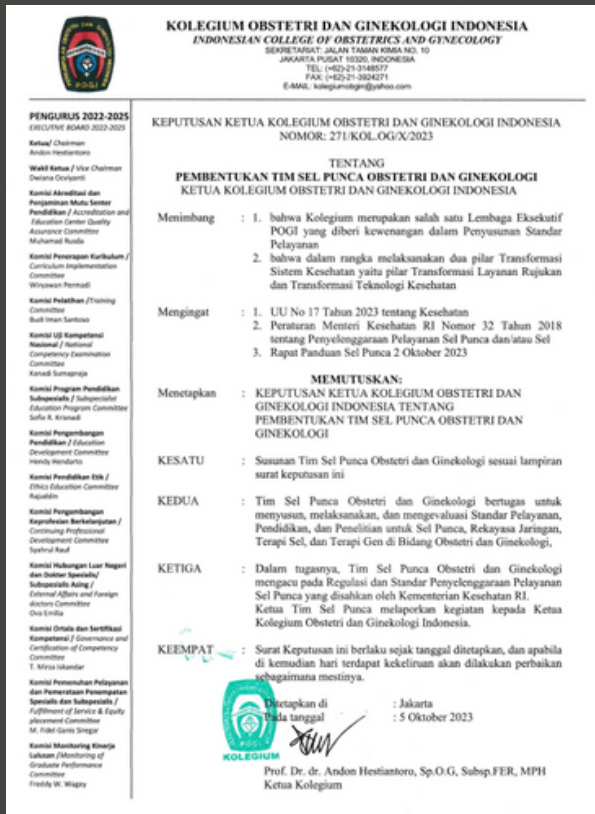 KOLEGIUM OBSTETRI DAN GINEKOLOGI INDONESIA
INDONESIAN COLLEGE OF OBSTETRICS AND GYNECOLOGY
SEKRETARIAT: JALAN TAMAN KIMIA NO. 10
JAKARTA PUSAT 10320, INDONESIA
TEL: (+62)-21-3148577
FAX: (+62)-21-3924271
E-MAIL: kolegiumobgin@yahoo.com
POGI
PENGURUS 2022-2025
EXECUTIVE BOARD 2022-2025
Ketua/ Chairman
Andon Hestiantoro
Wakil Ketua / Vice Chairman
Dwiana Ocviyanti
Komisi Akreditasi dan
Penjaminan Mutu Senter
Pendidikan / Accreditation and
Education Center Quality
Assurance Committee
Muhamad Rusda
Komisi Penerapan Kurikulum /
Curriculum Implementation
Committee
Wiryawan Permadi
Komisi Pelatihan /Training
Committee
Budi Iman Santoso
Komisi Uji Kompetensi
Nasional / National
Competency Examination
Committee
Kanadi Sumapraja
Komisi Program Pendidikan
Subspesialis / Subspecialist
Education Program Committee
Sofie R. Krisnadi
Komisi Pengembangan
Pendidikan / Education
Development Committee
Hendy Hendarto
Komisi Pendidikan Etik /
Ethics Education Committee
Rajuddin
Komisi Pengembangan
Keprofesian Berkelanjutan /
Continuing Professional
Development Committee
Syahrul Rauf
Komisi Hubungan Luar Negeri
dan Dokter Spesialis/
Subspesialis Asing /
External Affairs and Foreign
doctors Committee
Ova Emilia
Komisi Ortala dan Sertifikasi
Kompetensi / Governance and
Certification of Competency
Committee
T. Mirza Iskandar
Komisi Pemenuhan Pelayanan
dan Pemerataan Penempatan
Spesialis dan Subspesialis /
Fulfillment of Service & Equity
placement Committee
M. Fidel Ganis Siregar
Komisi Monitoring Kinerja
Lulusan /Monitoring of
Graduate Performance
Committee
Freddy W. Wagey
KEPUTUSAN KETUA KOLEGIUM OBSTETRI DAN GINEKOLOGI INDONESIA
NOMOR: 271/KOL.OG/X/2023
TENTANG
PEMBENTUKAN TIM SEL PUNCA OBSTETRI DAN GINEKOLOGI
KETUA KOLEGIUM OBSTETRI DAN GINEKOLOGI INDONESIA
Menimbang : 1. bahwa Kolegium merupakan salah satu Lembaga Eksekutif
POGI yang diberi kewenangan dalam Penyusunan Standar
Pelayanan
2. bahwa dalam rangka melaksanakan dua pilar Transformasi
Sistem Kesehatan yaitu pilar Transformasi Layanan Rujukan
dan Transformasi Teknologi Kesehatan
Mengingat : 1. UU No 17 Tahun 2023 tentang Kesehatan
2. Peraturan Menteri Kesehatan RI Nomor 32 Tahun 2018
tentang Penyelenggaraan Pelayanan Sel Punca dan/atau Sel
3. Rapat Panduan Sel Punca 2 Oktober 2023
MEMUTUSKAN:
Menetapkan : KEPUTUSAN KETUA KOLEGIUM OBSTETRI DAN
GINEKOLOGI INDONESIA TENTANG
PEMBENTUKAN TIM SEL PUNCA OBSTETRI DAN
GINEKOLOGI
KESATU : Susunan Tim Sel Punca Obstetri dan Ginekologi sesuai lampiran
surat keputusan ini
KEDUA : Tim Sel Punca Obstetri dan Ginekologi bertugas untuk
menyusun, melaksanakan, dan mengevaluasi Standar Pelayanan,
Pendidikan, dan Penelitian untuk Sel Punca, Rekayasa Jaringan,
Terapi Sel, dan Terapi Gen di Bidang Obstetri dan Ginekologi,
KETIGA : Dalam tugasnya, Tim Sel Punca Obstetri dan Ginekologi
mengacu pada Regulasi dan Standar Penyelenggaraan Pelayanan
Sel Punca yang disahkan oleh Kementerian Kesehatan RI.
Ketua Tim Sel Punca melaporkan kegiatan kepada Ketua
Kolegium Obstetri dan Ginekologi Indonesia.
KEEMPAT : Surat Keputusan ini berlaku sejak tanggal ditetapkan, dan apabila
di kemudian hari terdapat kekeliruan akan dilakukan perbaikan
sebagaimana mestinya.
Ditetapkan di : Jakarta
Pada tanggal : 5 Oktober 2023
POGI
KOLEGIUM
Prof. Dr. dr. Andon Hestiantoro, Sp.O.G, Subsp.FER, MPH
Ketua Kolegium